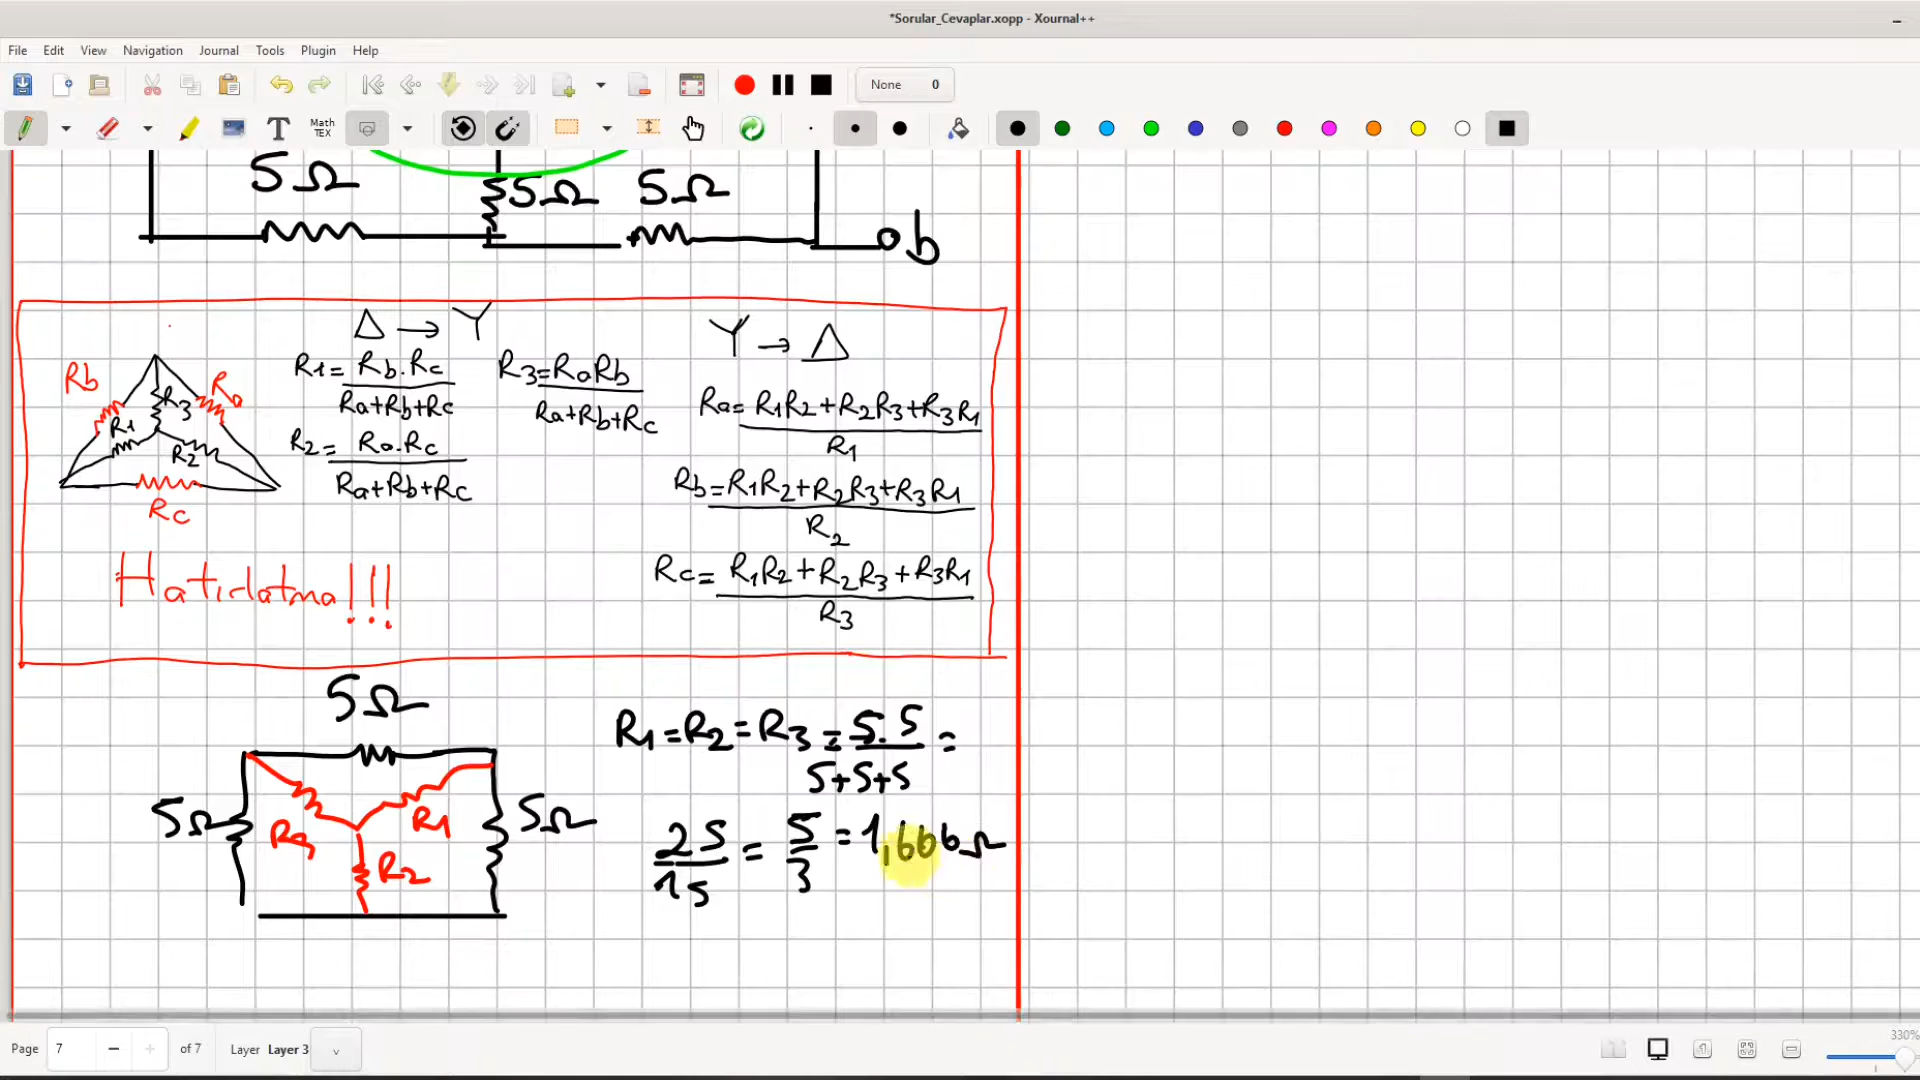 *Sorular_Cevaplar.xopp - Xournal++
File Edit View Navigation Journal Tools Plugin Help
None 0
T Math TEX
5Ω 5Ω 5Ω
b
Δ → Y
Rb Ra R3 R1 R2 Rc
R1 = Rb.Rc / Ra+Rb+Rc
R3 = RaRb / Ra+Rb+Rc
R2 = Ra.Rc / Ra+Rb+Rc
Y → Δ
Ra = R1R2+R2R3+R3R1 / R1
Rb = R1R2+R2R3+R3R1 / R2
Rc = R1R2+R2R3+R3R1 / R3
Hatırlatma!!!
5Ω
5Ω R3 R1 5Ω
R2
R1 = R2 = R3 = 5.5 / 5+5+5 =
25 / 15 = 5 / 3 = 1,666Ω
Page 7 of 7 Layer Layer 3
330%